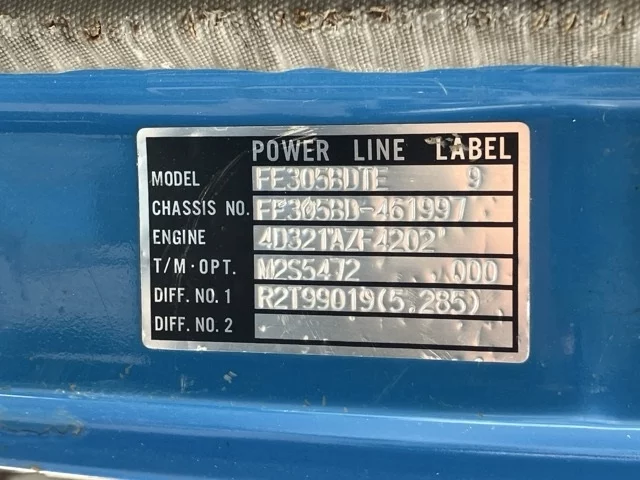 POWER LINE LABEL
MODEL FE305BDTE 9
CHASSIS NO. FE305BD-461997
ENGINE
T/M·OPT. M2S5472 000
DIFF. NO. 1 R2T99019(5.285)
DIFF. NO. 2